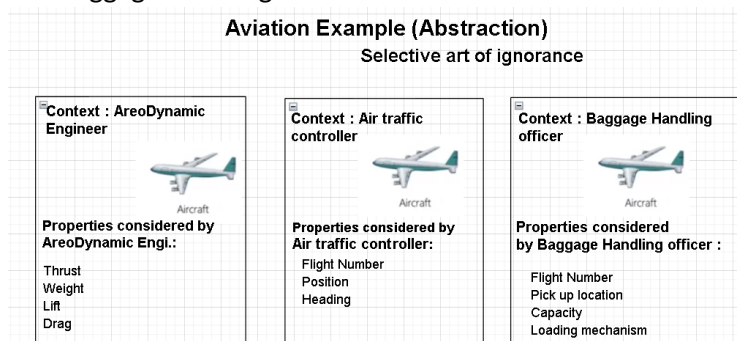 Aviation Example (Abstraction)
Selective art of ignorance
Context : AreoDynamic
Engineer
Aircraft
Properties considered by
AreoDynamic Engi.:
Thrust
Weight
Lift
Drag
Context : Air traffic
controller
Aircraft
Properties considered by
Air traffic controller:
Flight Number
Position
Heading
Context : Baggage Handling
officer
Aircraft
Properties considered
by Baggage Handling officer :
Flight Number
Pick up location
Capacity
Loading mechanism